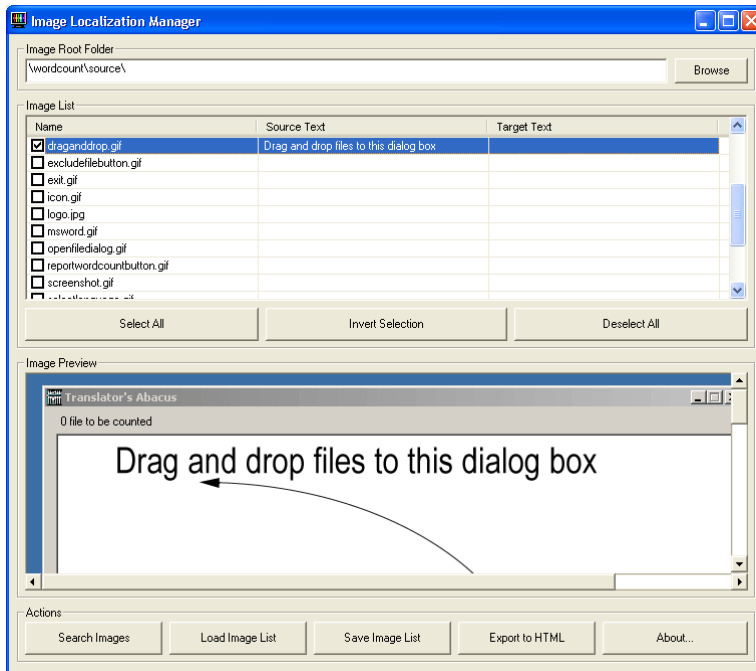 Image Localization Manager
Image Root Folder
\wordcount\source\
Browse
Image List
Name Source Text Target Text
draganddrop.gif Drag and drop files to this dialog box
excludefilebutton.gif
exit.gif
icon.gif
logo.jpg
msword.gif
openfiledialog.gif
reportwordcountbutton.gif
screenshot.gif
Select All Invert Selection Deselect All
Image Preview
Translator's Abacus
0 file to be counted
Drag and drop files to this dialog box
Actions
Search Images Load Image List Save Image List Export to HTML About...